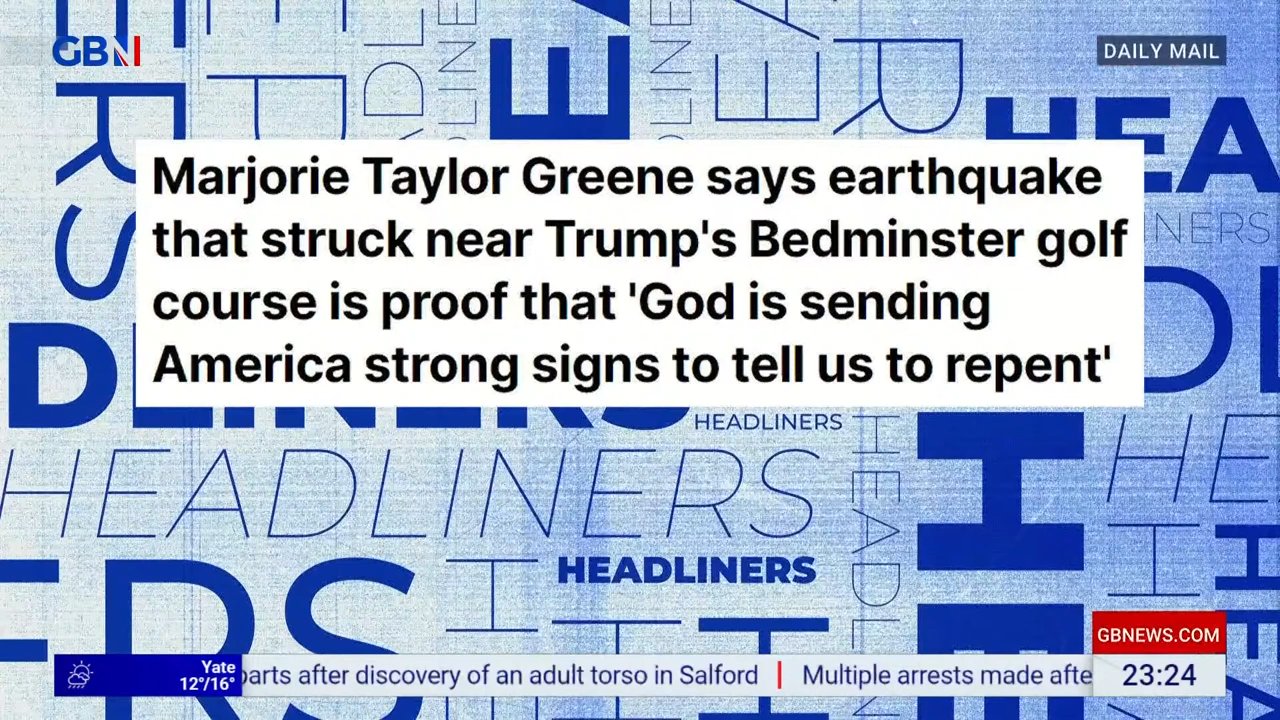 GBN
DAILY MAIL
Marjorie Taylor Greene says earthquake
that struck near Trump's Bedminster golf
course is proof that 'God is sending
America strong signs to tell us to repent'
HEADLINERS
HEADLINERS
HEADLINERS
GBNEWS.COM
Yate
12°/16°
parts after discovery of an adult torso in Salford | Multiple arrests made afte
23:24